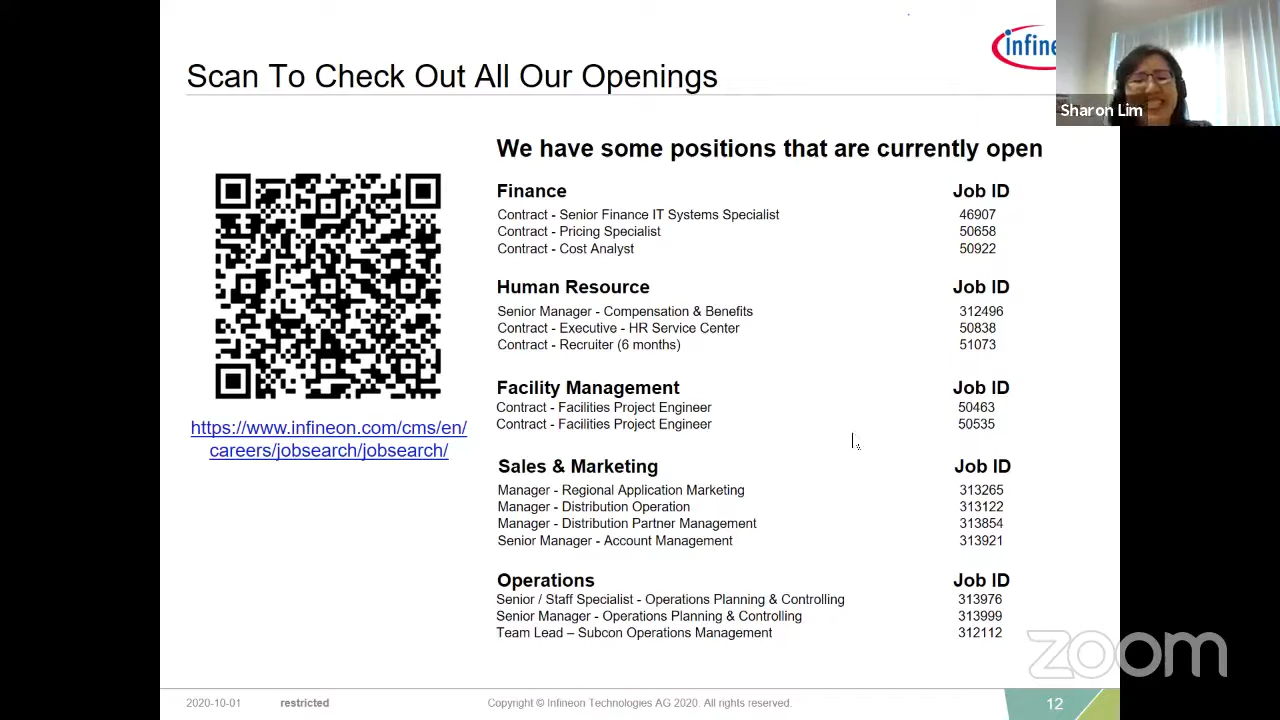 Scan To Check Out All Our Openings
infine
Sharon Lim
We have some positions that are currently open
Finance Job ID
Contract - Senior Finance IT Systems Specialist 46907
Contract - Pricing Specialist 50658
Contract - Cost Analyst 50922
Human Resource Job ID
Senior Manager - Compensation & Benefits 312496
Contract - Executive - HR Service Center 50838
Contract - Recruiter (6 months) 51073
Facility Management Job ID
Contract - Facilities Project Engineer 50463
Contract - Facilities Project Engineer 50535
Sales & Marketing Job ID
Manager - Regional Application Marketing 313265
Manager - Distribution Operation 313122
Manager - Distribution Partner Management 313854
Senior Manager - Account Management 313921
Operations Job ID
Senior / Staff Specialist - Operations Planning & Controlling 313976
Senior Manager - Operations Planning & Controlling 313999
Team Lead – Subcon Operations Management 312112
https://www.infineon.com/cms/en/
careers/jobsearch/jobsearch/
zoom
2020-10-01 restricted Copyright © Infineon Technologies AG 2020. All rights reserved. 12